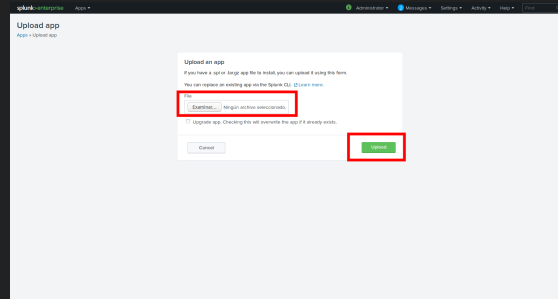 splunk>enterprise Apps
Administrator Messages Settings Activity Help Find
Upload app
Apps » Upload app
Upload an app
If you have a .spl or .tar.gz app file to install, you can upload it using this form.
You can replace an existing app via the Splunk CLI. Learn more.
File
Examinar... Ningún archivo seleccionado.
Upgrade app. Checking this will overwrite the app if it already exists.
Cancel Upload